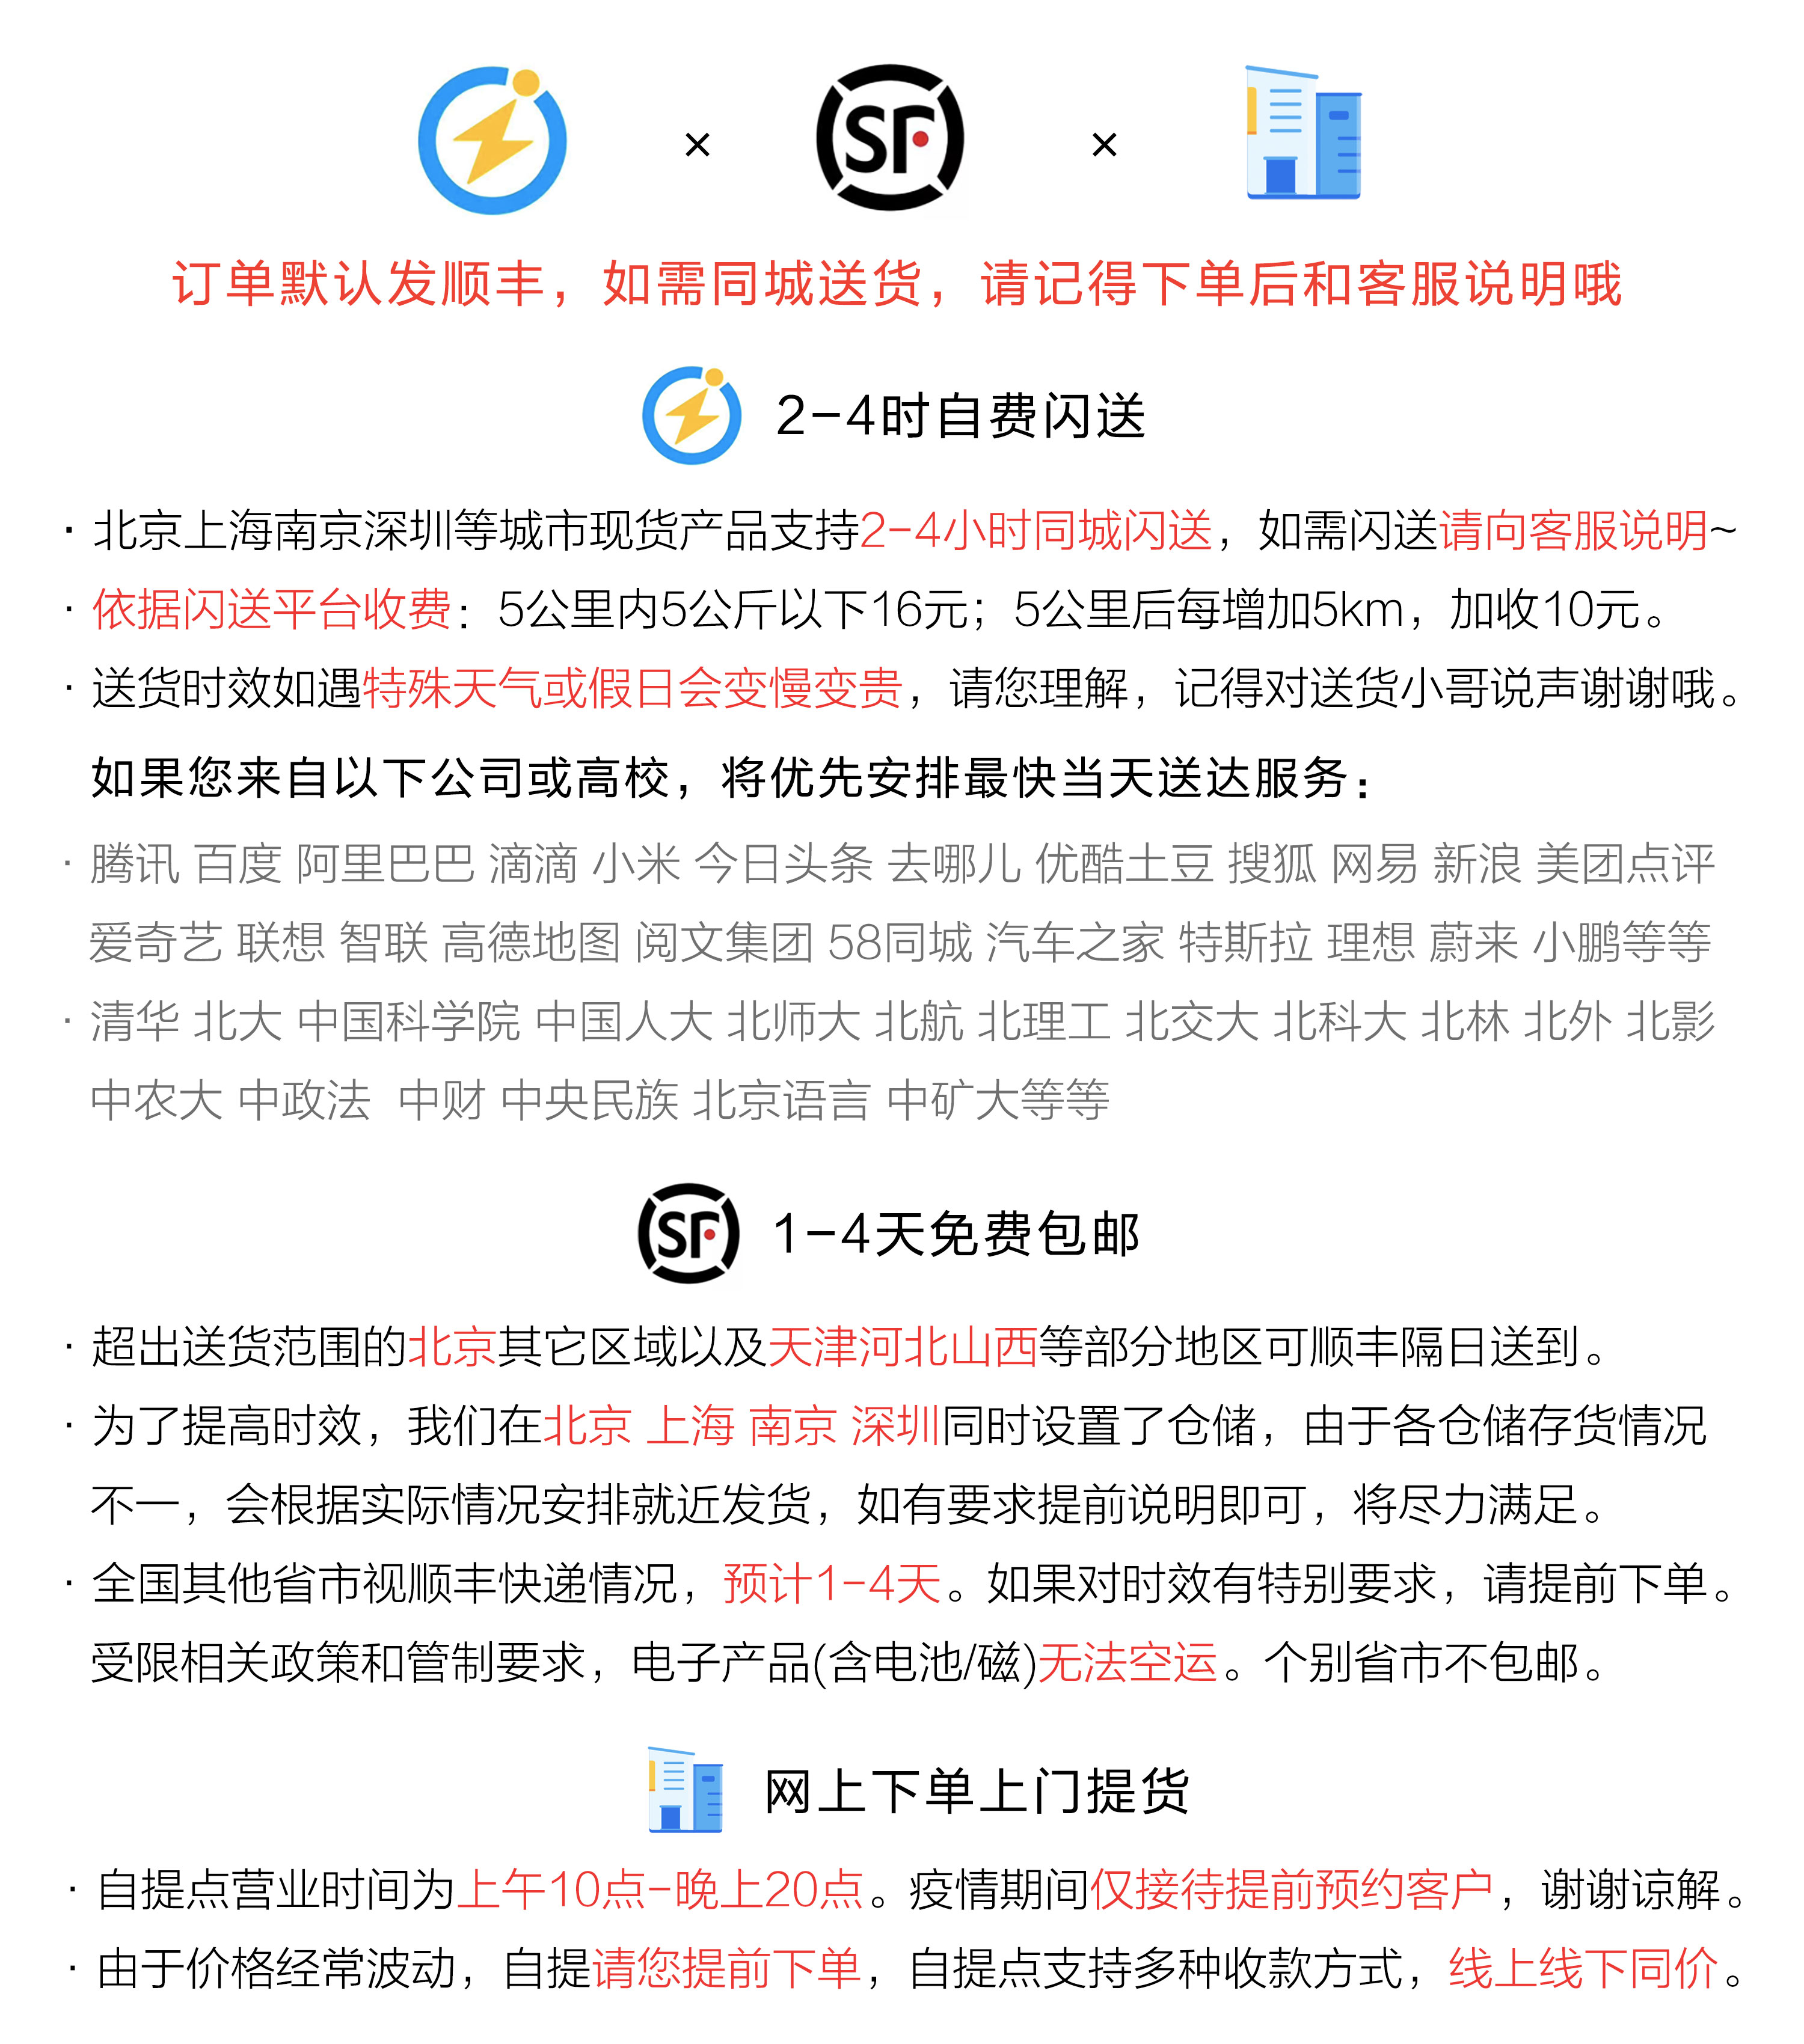 × SF ×
订单默认发顺丰，如需同城送货，请记得下单后和客服说明哦
2-4时自费闪送
· 北京上海南京深圳等城市现货产品支持2-4小时同城闪送，如需闪送请向客服说明~
· 依据闪送平台收费：5公里内5公斤以下16元；5公里后每增加5km，加收10元。
· 送货时效如遇特殊天气或假日会变慢变贵，请您理解，记得对送货小哥说声谢谢哦。
如果您来自以下公司或高校，将优先安排最快当天送达服务：
· 腾讯 百度 阿里巴巴 滴滴 小米 今日头条 去哪儿 优酷土豆 搜狐 网易 新浪 美团点评
爱奇艺 联想 智联 高德地图 阅文集团 58同城 汽车之家 特斯拉 理想 蔚来 小鹏等等
· 清华 北大 中国科学院 中国人大 北师大 北航 北理工 北交大 北科大 北林 北外 北影
中农大 中政法 中财 中央民族 北京语言 中矿大等等
SF 1-4天免费包邮
· 超出送货范围的北京其它区域以及天津河北山西等部分地区可顺丰隔日送到。
· 为了提高时效，我们在北京 上海 南京 深圳同时设置了仓储，由于各仓储存货情况
不一，会根据实际情况安排就近发货，如有要求提前说明即可，将尽力满足。
· 全国其他省市视顺丰快递情况，预计1-4天。如果对时效有特别要求，请提前下单。
受限相关政策和管制要求，电子产品(含电池/磁)无法空运。个别省市不包邮。
网上下单上门提货
· 自提点营业时间为上午10点-晚上20点。疫情期间仅接待提前预约客户，谢谢谅解。
· 由于价格经常波动，自提请您提前下单，自提点支持多种收款方式，线上线下同价。